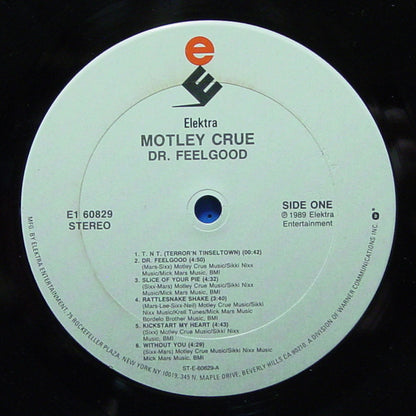 e
E
Elektra
MOTLEY CRUE
DR. FEELGOOD
E1 60829
STEREO
SIDE ONE
℗ 1989 Elektra
Entertainment
1. T. N T. (TERROR'N TINSELTOWN) (00:42)
2. DR. FEELGOOD (4:50)
(Mars-Sixx) Motley Crue Music/Sikki Nixx
Music/Mick Mars Music, BMI
3. SLICE OF YOUR PIE (4:32)
(Sixx-Mars) Motley Crue Music/Sikki Nixx
Music/Mick Mars Music, BMI
4. RATTLESNAKE SHAKE (3:40)
(Mars-Lee-Sixx-Neil) Motley Crue Music/Sikki
Nixx Music/Krell Tunes/Mick Mars Music
Bordelo Brother Music, BMI
5. KICKSTART MY HEART (4:43)
(Sixx) Motley Crue Music/Sikki Nixx
Music, BMI
6. WITHOUT YOU (4:29)
(Sixx-Mars) Motley Crue Music/Sikki Nixx Music
Mick Mars Music, BMI
ST-E-60829-A
MFG. BY ELEKTRA ENTERTAINMENT, 75 ROCKEFELLER PLAZA, NEW YORK NY 10019, 345 N. MAPLE DRIVE, BEVERLY HILLS CA 90210, A DIVISION OF WARNER COMMUNICATIONS INC.